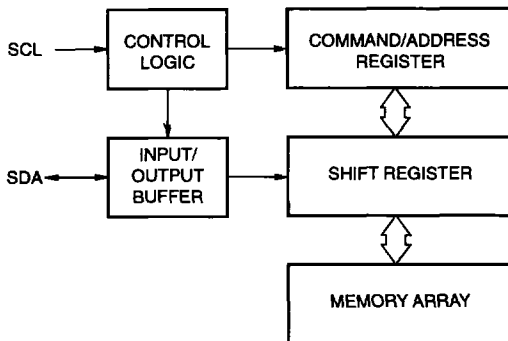 SCL
CONTROL
LOGIC
COMMAND/ADDRESS
REGISTER
SDA
INPUT/
OUTPUT
BUFFER
SHIFT REGISTER
MEMORY ARRAY